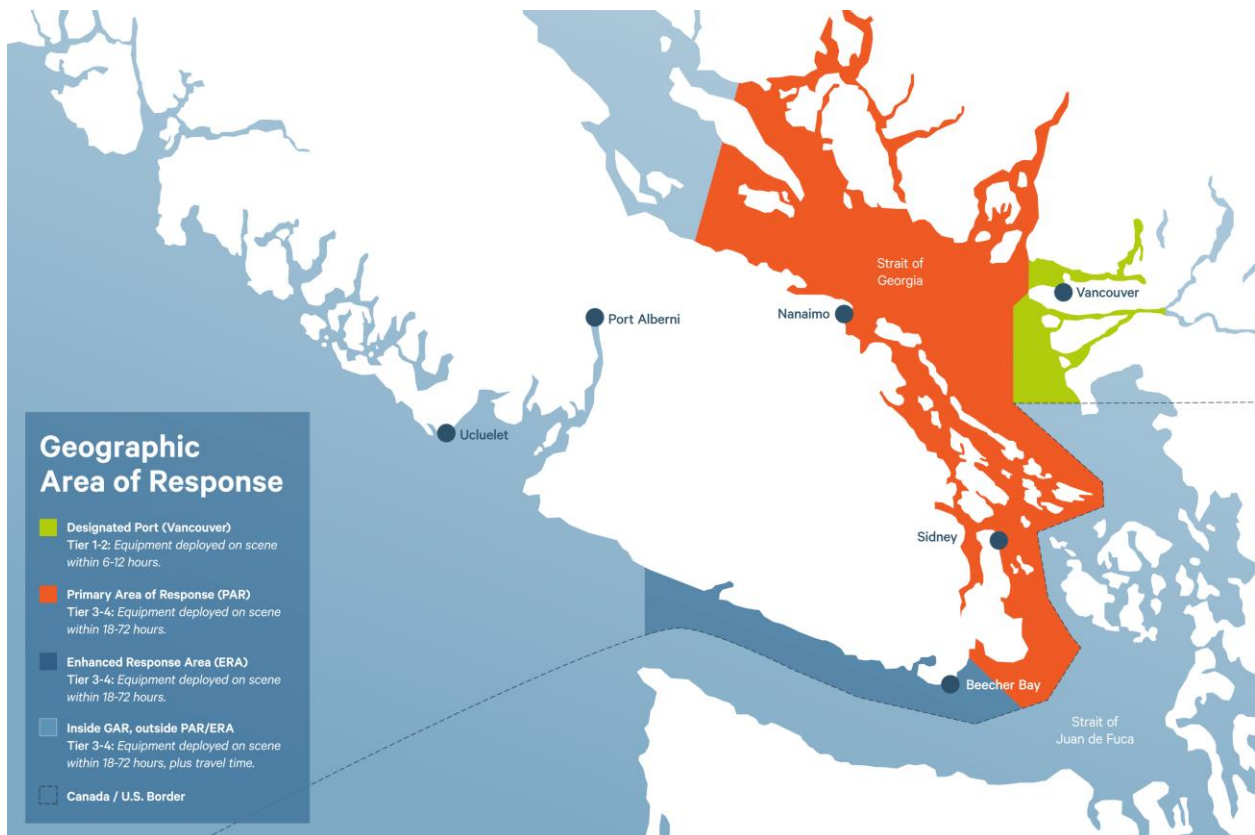 Strait of
Georgia
Vancouver
Nanaimo
Port Alberni
Ucluelet
Sidney
Beecher Bay
Strait of
Juan de Fuca
Geographic
Area of Response
Designated Port (Vancouver)
Tier 1-2: Equipment deployed on scene
within 6-12 hours.
Primary Area of Response (PAR)
Tier 3-4: Equipment deployed on scene
within 18-72 hours.
Enhanced Response Area (ERA)
Tier 3-4: Equipment deployed on scene
within 18-72 hours.
Inside GAR, outside PAR/ERA
Tier 3-4: Equipment deployed on scene
within 18-72 hours, plus travel time.
Canada / U.S. Border